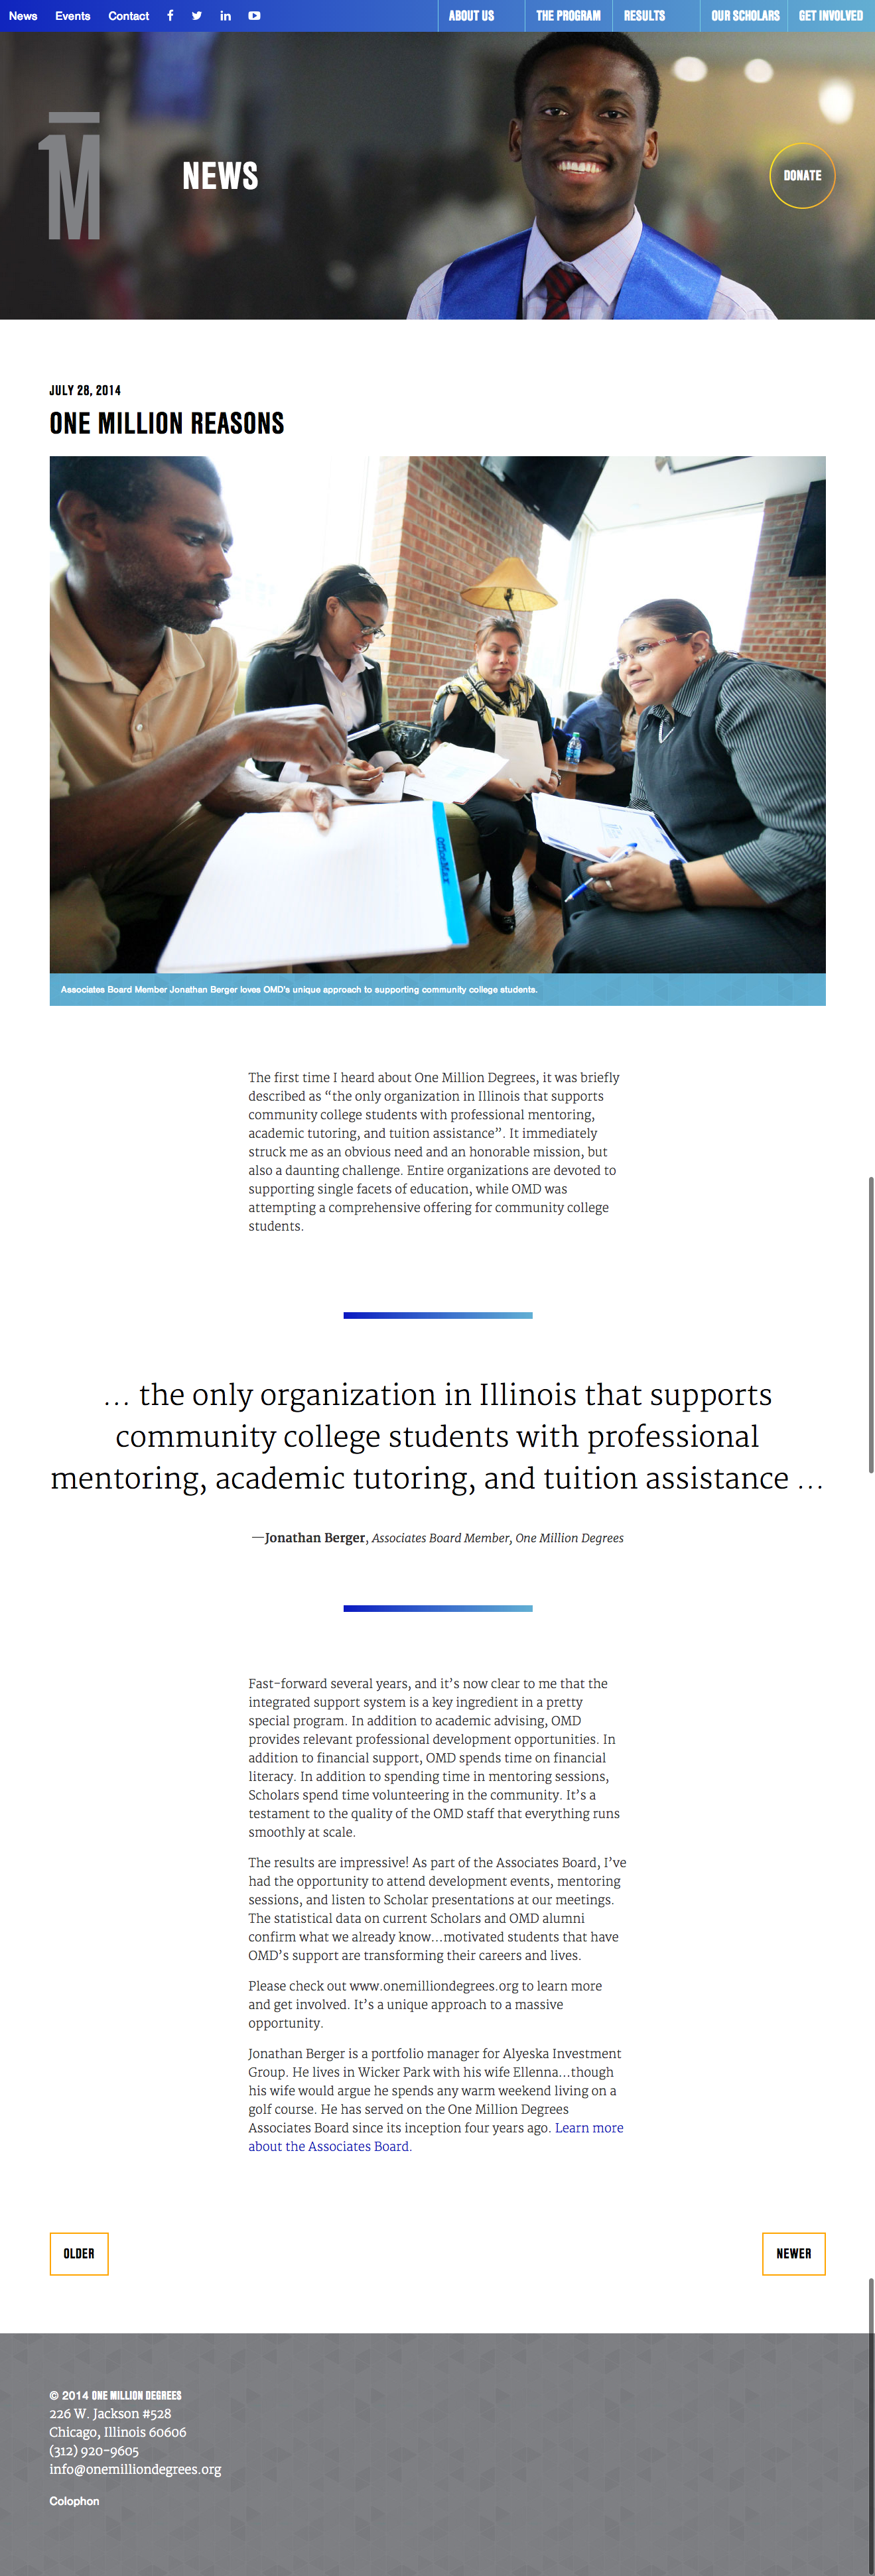 News Events Contact ABOUT US THE PROGRAM RESULTS OUR SCHOLARS GET INVOLVED
1M
NEWS
DONATE
JULY 28, 2014
ONE MILLION REASONS
OfficeMax
Associates Board Member Jonathan Berger loves OMD's unique approach to supporting community college students.
The first time I heard about One Million Degrees, it was briefly
described as “the only organization in Illinois that supports
community college students with professional mentoring,
academic tutoring, and tuition assistance”. It immediately
struck me as an obvious need and an honorable mission, but
also a daunting challenge. Entire organizations are devoted to
supporting single facets of education, while OMD was
attempting a comprehensive offering for community college
students.
… the only organization in Illinois that supports
community college students with professional
mentoring, academic tutoring, and tuition assistance …
—Jonathan Berger, Associates Board Member, One Million Degrees
Fast-forward several years, and it’s now clear to me that the
integrated support system is a key ingredient in a pretty
special program. In addition to academic advising, OMD
provides relevant professional development opportunities. In
addition to financial support, OMD spends time on financial
literacy. In addition to spending time in mentoring sessions,
Scholars spend time volunteering in the community. It’s a
testament to the quality of the OMD staff that everything runs
smoothly at scale.
The results are impressive! As part of the Associates Board, I’ve
had the opportunity to attend development events, mentoring
sessions, and listen to Scholar presentations at our meetings.
The statistical data on current Scholars and OMD alumni
confirm what we already know…motivated students that have
OMD’s support are transforming their careers and lives.
Please check out www.onemilliondegrees.org to learn more
and get involved. It’s a unique approach to a massive
opportunity.
Jonathan Berger is a portfolio manager for Alyeska Investment
Group. He lives in Wicker Park with his wife Ellenna…though
his wife would argue he spends any warm weekend living on a
golf course. He has served on the One Million Degrees
Associates Board since its inception four years ago. Learn more
about the Associates Board.
OLDER
NEWER
© 2014 ONE MILLION DEGREES
226 W. Jackson #528
Chicago, Illinois 60606
(312) 920-9605
info@onemilliondegrees.org
Colophon